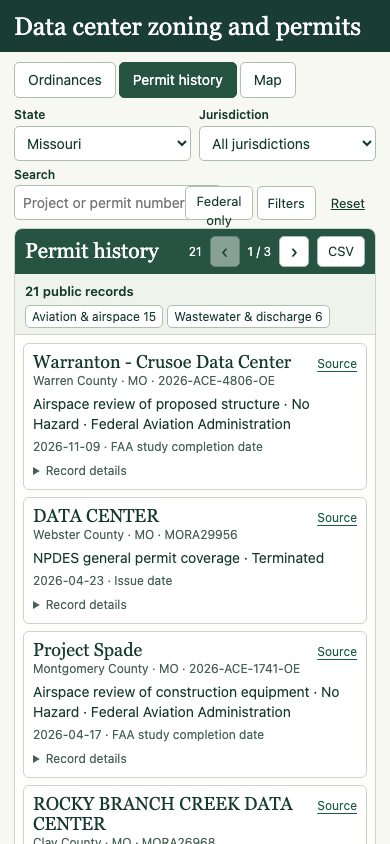 Data center zoning and permits
Ordinances
Permit history
Map
State
Jurisdiction
Missouri
All jurisdictions
Search
Project or permit number
Federal only
Filters
Reset
Permit history
21
‹
1 / 3
›
CSV
21 public records
Aviation & airspace 15
Wastewater & discharge 6
Warranton - Crusoe Data Center
Source
Warren County · MO · 2026-ACE-4806-OE
Airspace review of proposed structure · No
Hazard · Federal Aviation Administration
2026-11-09 · FAA study completion date
▶ Record details
DATA CENTER
Source
Webster County · MO · MORA29956
NPDES general permit coverage · Terminated
2026-04-23 · Issue date
▶ Record details
Project Spade
Source
Montgomery County · MO · 2026-ACE-1741-OE
Airspace review of construction equipment · No
Hazard · Federal Aviation Administration
2026-04-17 · FAA study completion date
▶ Record details
ROCKY BRANCH CREEK DATA
CENTER
Source
Clay County · MO · MORA26968